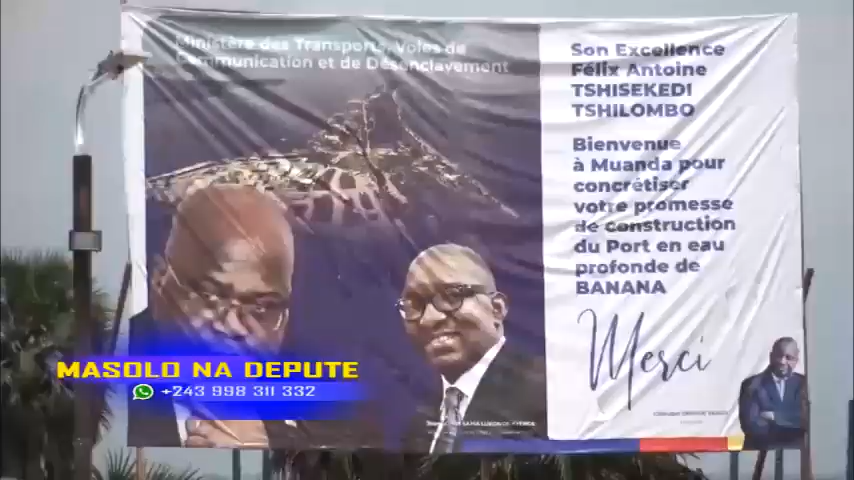 Ministère des Transports, Voies de
Communication et de Désenclavement
Son Excellence
Félix Antoine
TSHISEKEDI
TSHILOMBO
Bienvenue
à Muanda pour
concrétiser
votre promesse
de construction
du Port en eau
profonde de
BANANA
Merci
MASOLO NA DEPUTE
+243 998 311 332